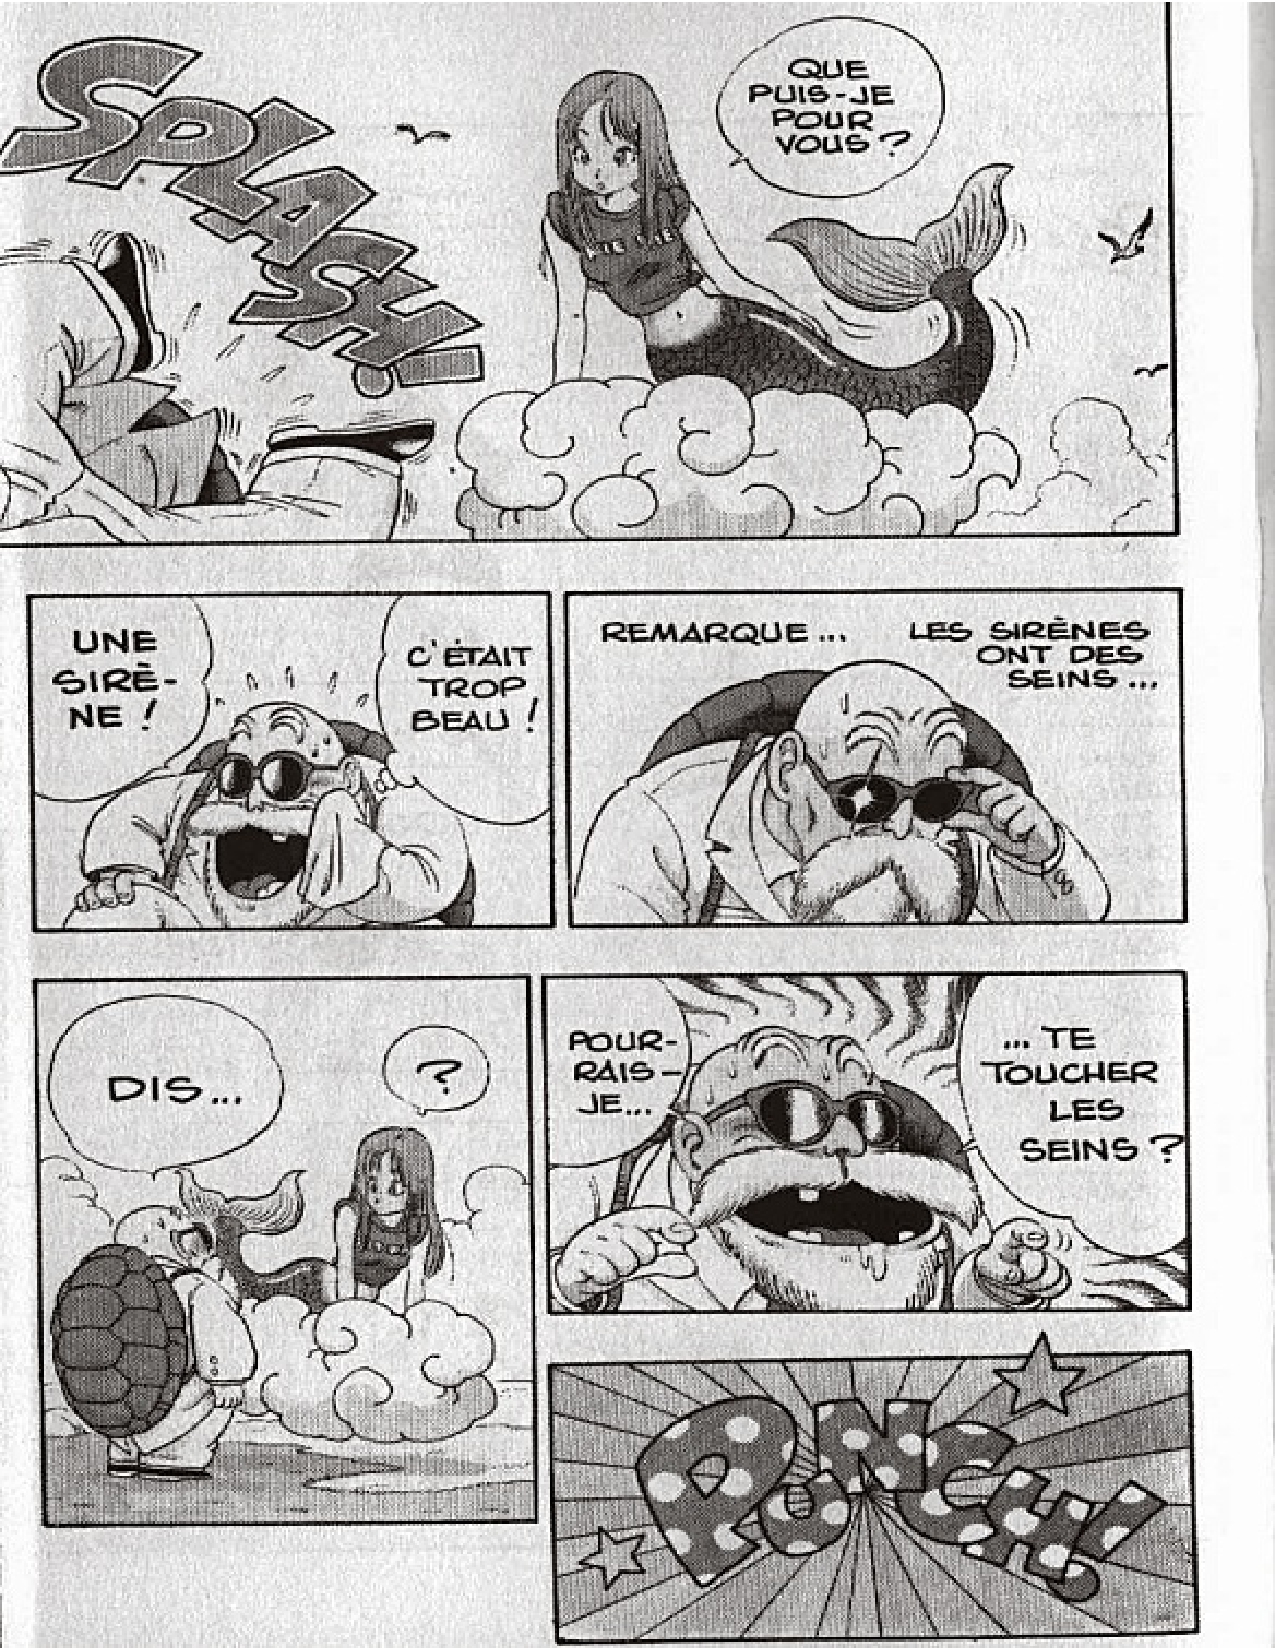 SPLASH!
QUE
PUIS-JE
POUR
VOUS ?
UNE
SIRÈ-
NE !
C'ÉTAIT
TROP
BEAU !
REMARQUE ...
LES SIRÈNES
ONT DES
SEINS ...
DIS...
?
POUR-
RAIS-
JE...
... TE
TOUCHER
LES
SEINS ?
PUNCH!